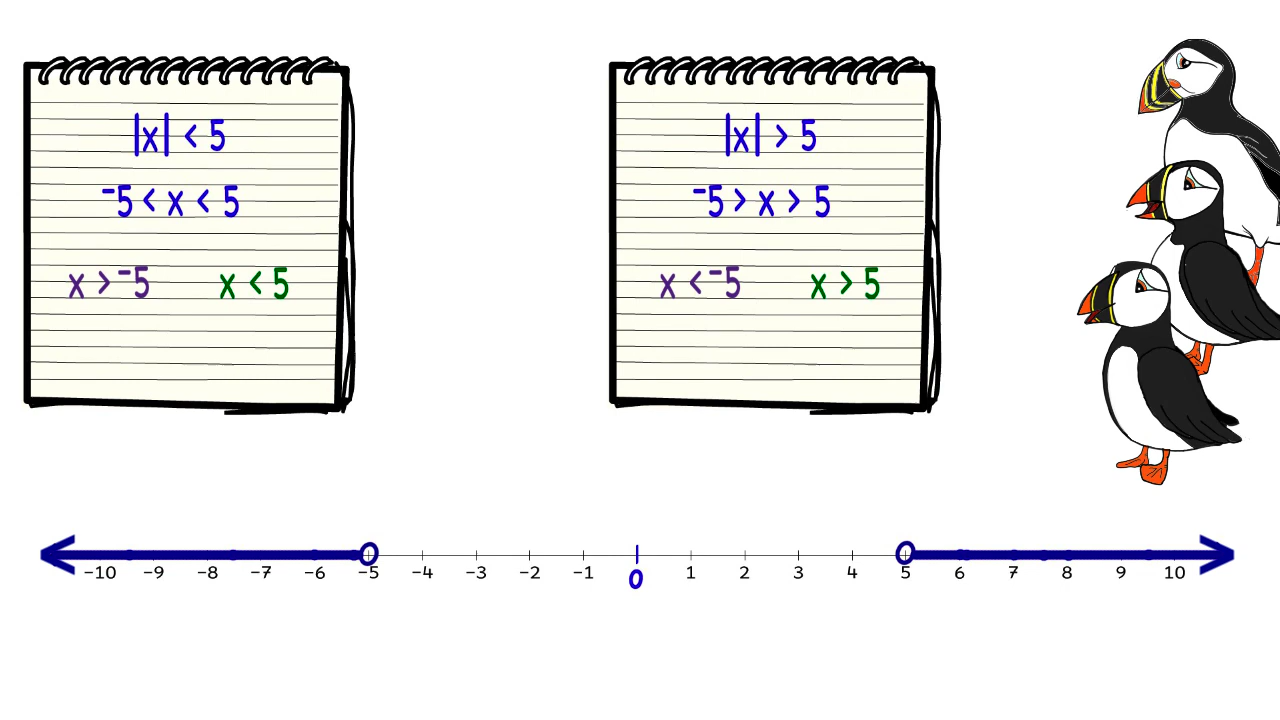 |x| < 5
⁻5 < x < 5
x > ⁻5 x < 5
|x| > 5
⁻5 > x > 5
x < ⁻5 x > 5
-10 -9 -8 -7 -6 -5 -4 -3 -2 -1 0 1 2 3 4 5 6 7 8 9 10